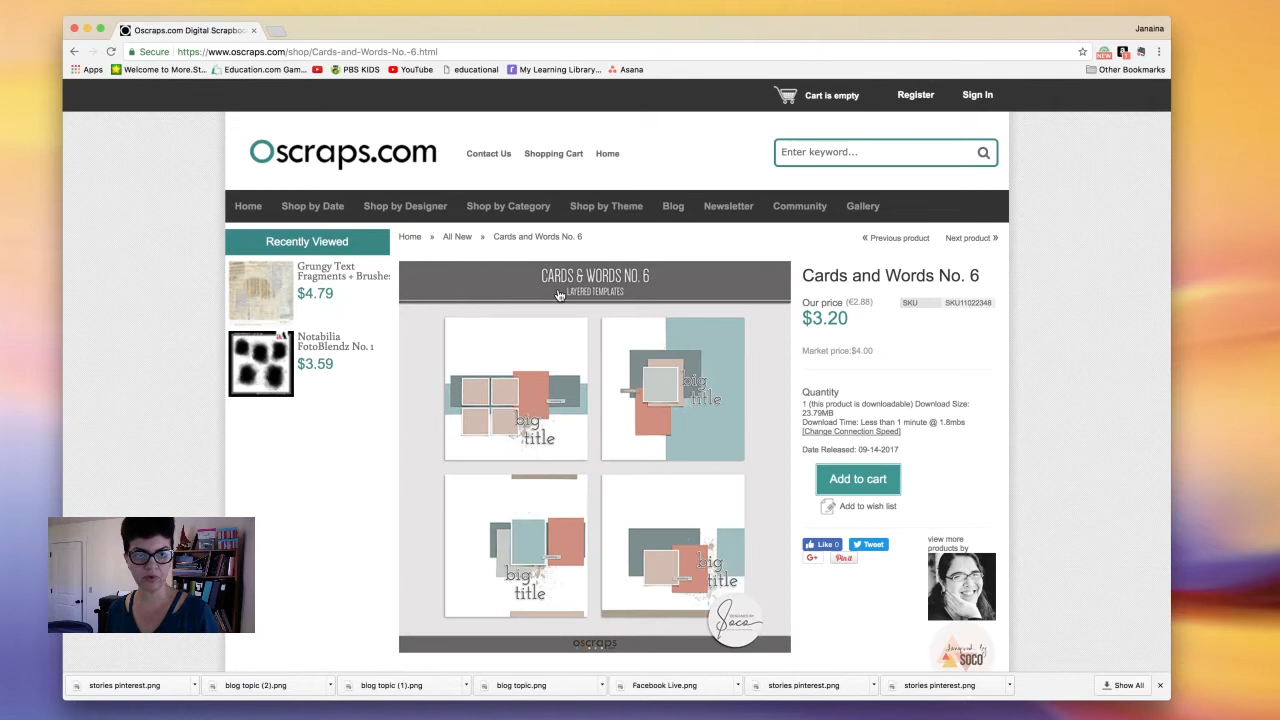 Oscraps.com Digital Scrapboo
Janaina
Secure
https://www.oscraps.com/shop/Cards-and-Words-No.-6.html
Apps
Welcome to More.St...
Education.com Gam...
PBS KIDS
YouTube
educational
My Learning Library...
Asana
Other Bookmarks
NEW
Cart is empty
Register
Sign In
Oscraps.com
Contact Us
Shopping Cart
Home
Enter keyword...
Home
Shop by Date
Shop by Designer
Shop by Category
Shop by Theme
Blog
Newsletter
Community
Gallery
Recently Viewed
Grungy Text
Fragments + Brushes
$4.79
Notabilia
FotoBlendz No. 1
$3.59
Home » All New » Cards and Words No. 6
« Previous product
Next product »
CARDS & WORDS NO. 6
LAYERED TEMPLATES
big
title
big
title
big
title
big
title
DESIGNED BY
Soco
oscraps
Cards and Words No. 6
Our price (€2.88)
SKU
SKU11022348
$3.20
Market price:$4.00
Quantity
1 (this product is downloadable) Download Size:
23.79MB
Download Time: Less than 1 minute @ 1.8mbs
[Change Connection Speed]
Date Released: 09-14-2017
Add to cart
Add to wish list
Like 0
Tweet
G+
Pin it
view more
products by
designed by
SOCO
stories pinterest.png
blog topic (2).png
blog topic (1).png
blog topic.png
Facebook Live.png
stories pinterest.png
stories pinterest.png
Show All